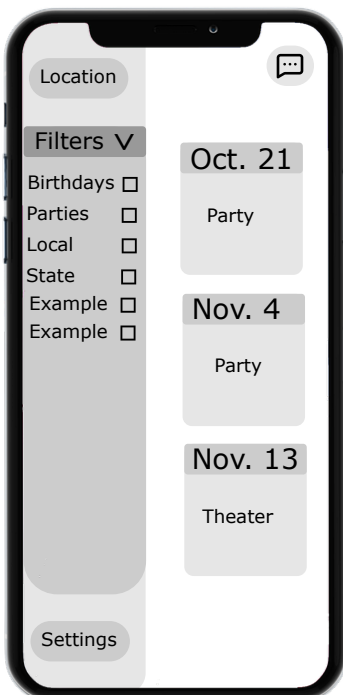 Location
Filters
Birthdays
Parties
Local
State
Example
Example
Settings
Oct. 21
Party
Nov. 4
Party
Nov. 13
Theater